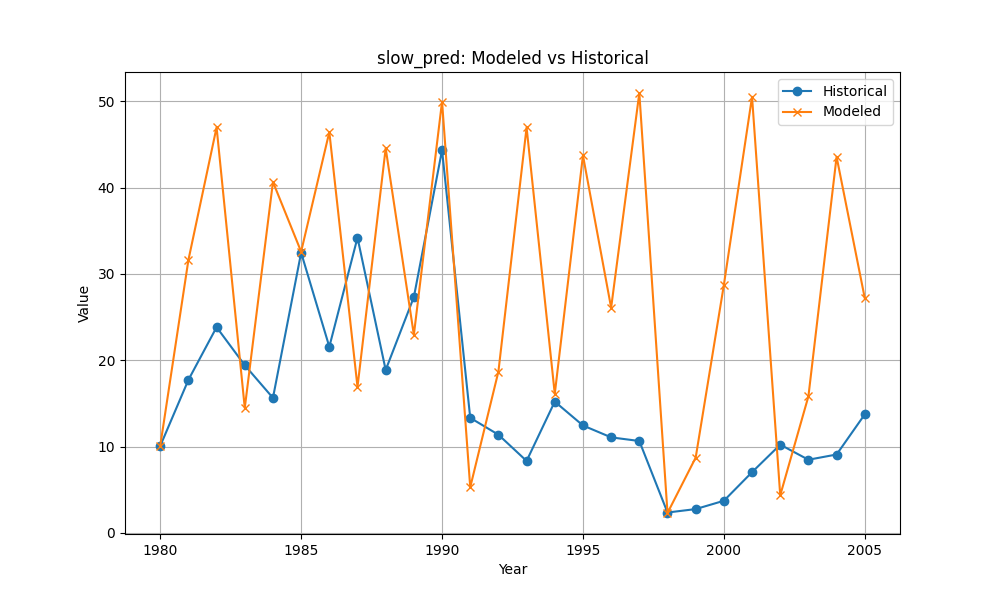 slow_pred: Modeled vs Historical
Historical
Modeled
Value
50
40
30
20
10
0
1980 1985 1990 1995 2000 2005
Year